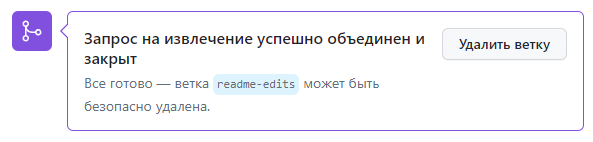 Запрос на извлечение успешно объединен и
закрыт
Удалить ветку
Все готово — ветка readme-edits может быть
безопасно удалена.